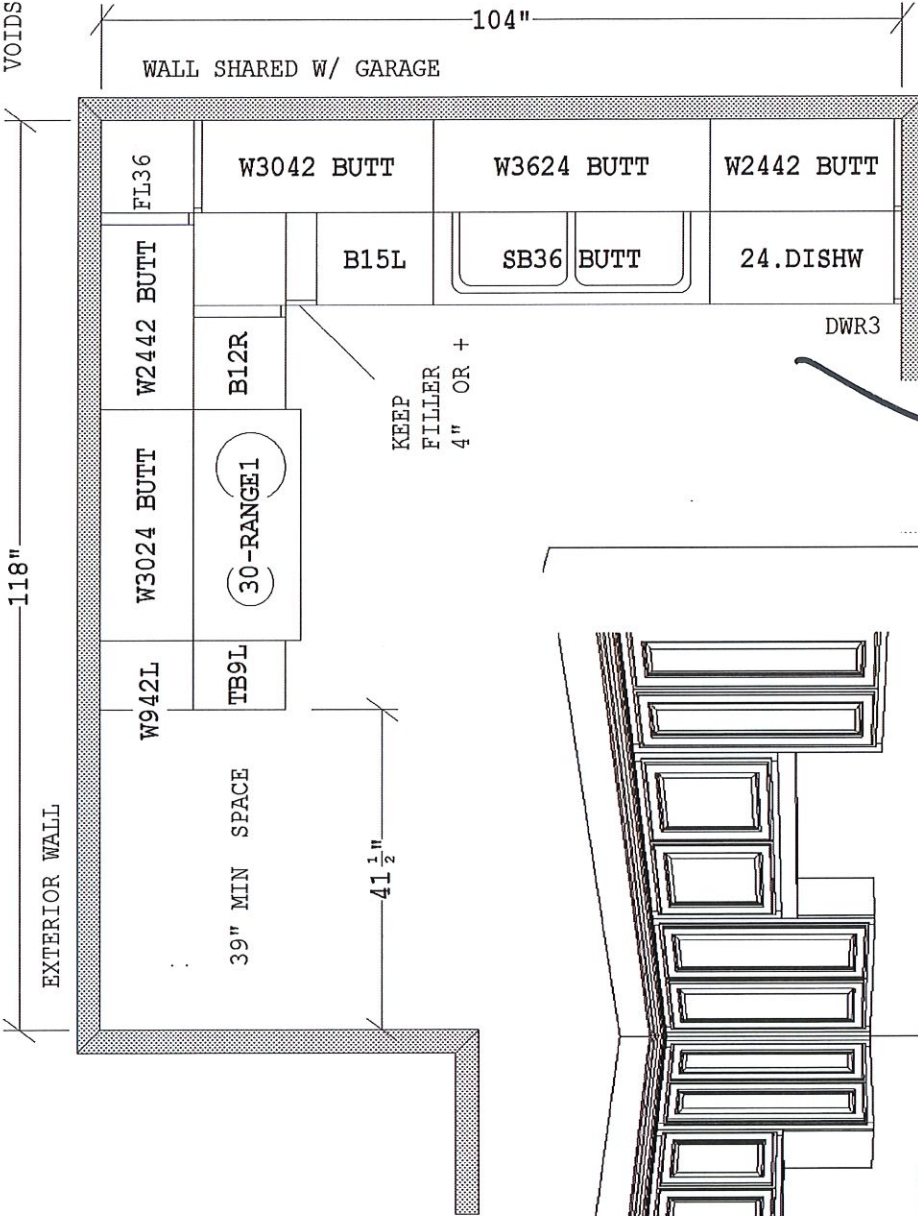 VOIDS
104"
WALL SHARED W/ GARAGE
FL36
W3042 BUTT
W3624 BUTT
W2442 BUTT
B15L
SB36 BUTT
24.DISHW
DWR3
W2442 BUTT
B12R
KEEP
FILLER
4" OR +
118"
W3024 BUTT
30-RANGE1
W942L
TB9L
EXTERIOR WALL
39" MIN SPACE
41 1/2"